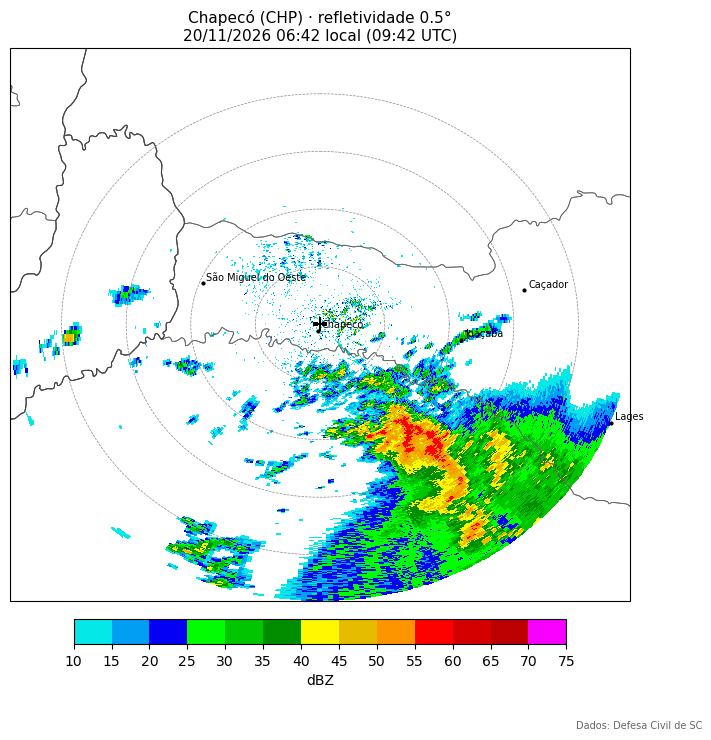 Chapecó (CHP) · refletividade 0.5°
20/11/2026 06:42 local (09:42 UTC)
São Miguel do Oeste
Caçador
Chapecó
Joaçaba
Lages
10 15 20 25 30 35 40 45 50 55 60 65 70 75
dBZ
Dados: Defesa Civil de SC